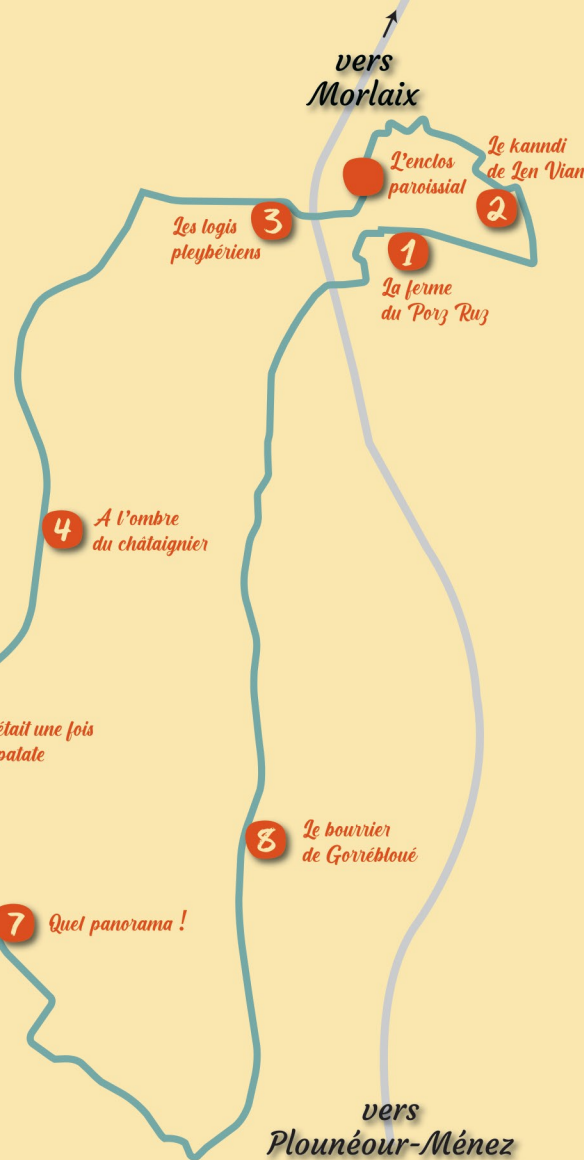 vers
Morlaix
L'enclos
paroissial
Le kanndi
de Len Vian
2
3
Les logis
pleybériens
1
La ferme
du Porz Ruz
4
A l'ombre
du châtaignier
était une fois
patate
8
Le bourrier
de Gorrébloué
7
Quel panorama !
vers
Plounéour-Ménez